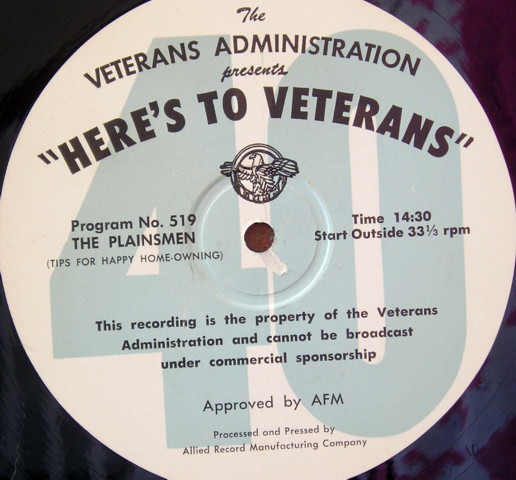 The
VETERANS ADMINISTRATION
presents
"HERE'S TO VETERANS"
Program No. 519
THE PLAINSMEN
(TIPS FOR HAPPY HOME-OWNING)
Time 14:30
Start Outside 33⅓ rpm
40
This recording is the property of the Veterans
Administration and cannot be broadcast
under commercial sponsorship
Approved by AFM
Processed and Pressed by
Allied Record Manufacturing Company